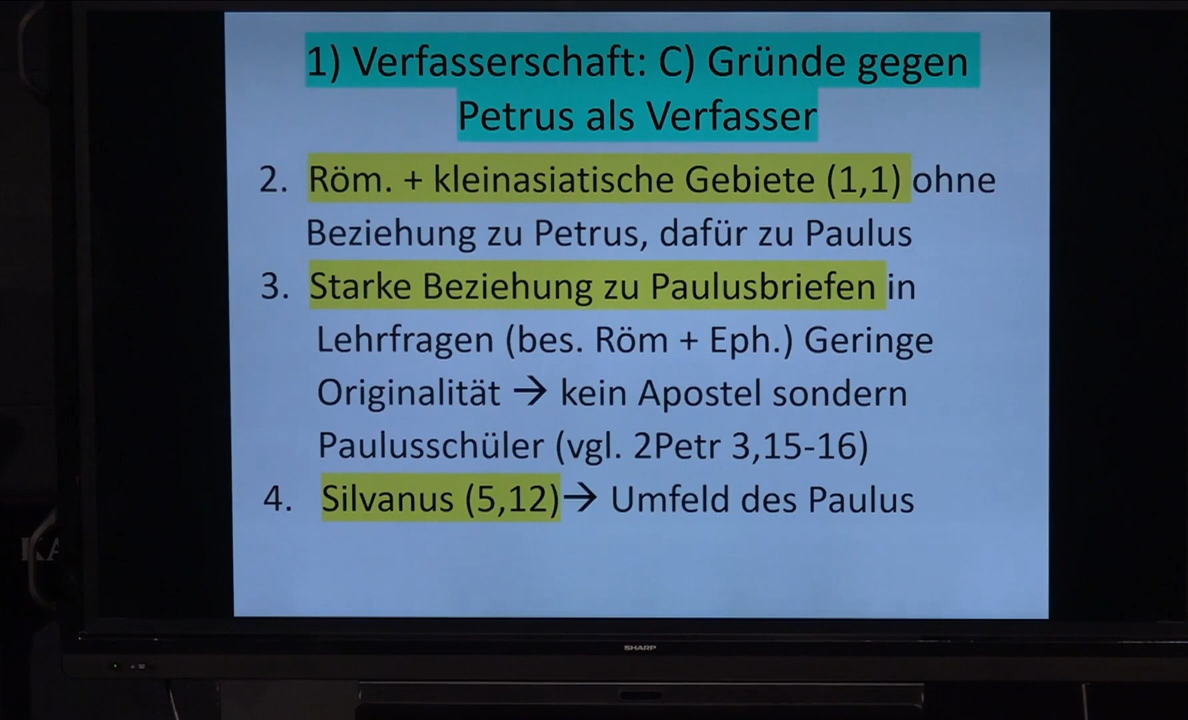 1) Verfasserschaft: C) Gründe gegen
Petrus als Verfasser
2. Röm. + kleinasiatische Gebiete (1,1) ohne
Beziehung zu Petrus, dafür zu Paulus
3. Starke Beziehung zu Paulusbriefen in
Lehrfragen (bes. Röm + Eph.) Geringe
Originalität → kein Apostel sondern
Paulusschüler (vgl. 2Petr 3,15-16)
4. Silvanus (5,12)→ Umfeld des Paulus
KA
SHARP